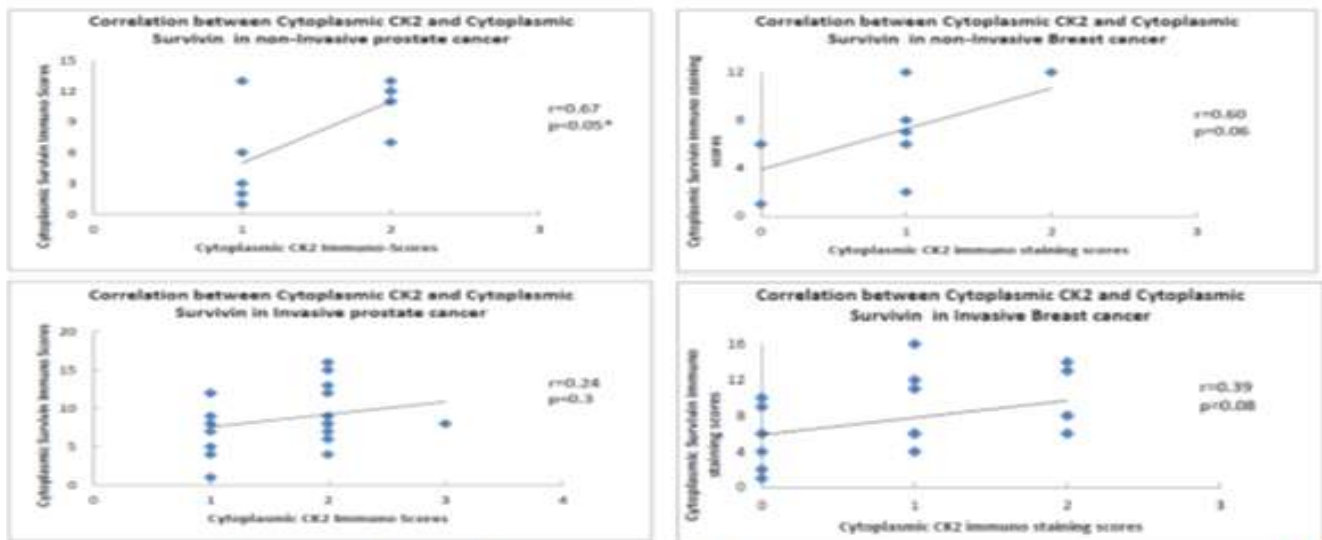 Correlation between Cytoplasmic CK2 and Cytoplasmic
Survivin in non-Invasive prostate cancer
Cytoplasmic Survivin Immuno Scores
15
12
9
6
3
0
0
1
2
3
r=0.67
p=0.05*
Cytoplasmic CK2 Immuno-Scores
Correlation between Cytoplasmic CK2 and Cytoplasmic
Survivin in non-Invasive Breast cancer
Cytoplasmic Survivin Immuno staining
scores
12
8
4
0
0
1
2
3
r=0.60
p=0.06
Cytoplasmic CK2 immuno staining scores
Correlation between Cytoplasmic CK2 and Cytoplasmic
Survivin in Invasive prostate cancer
Cytoplasmic Survivin Immuno Scores
20
15
10
5
0
0
1
2
3
4
r=0.24
p=0.3
Cytoplasmic CK2 Immuno Scores
Correlation between Cytoplasmic CK2 and Cytoplasmic
Survivin in Invasive Breast cancer
Cytoplasmic Survivin Immuno
staining scores
16
12
8
4
0
0
1
2
3
r=0.39
p=0.08
Cytoplasmic CK2 immuno staining scores